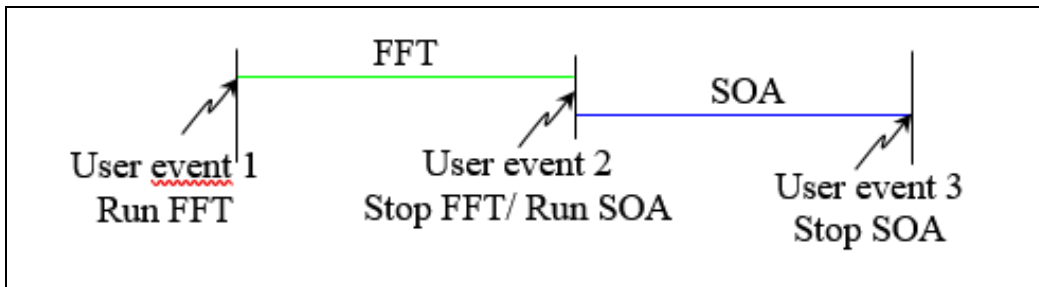 FFT
SOA
User event 1
Run FFT
User event 2
Stop FFT/ Run SOA
User event 3
Stop SOA